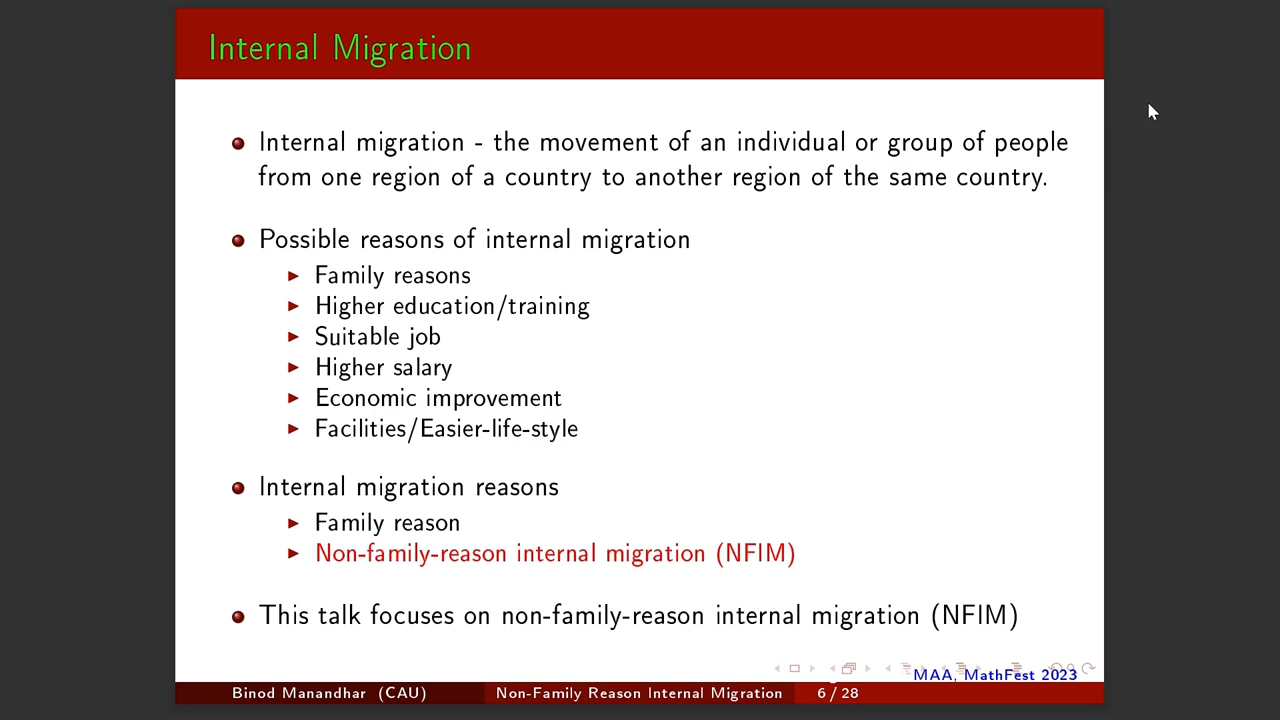 Internal Migration
Internal migration - the movement of an individual or group of people
from one region of a country to another region of the same country.
Possible reasons of internal migration
Family reasons
Higher education/training
Suitable job
Higher salary
Economic improvement
Facilities/Easier-life-style
Internal migration reasons
Family reason
Non-family-reason internal migration (NFIM)
This talk focuses on non-family-reason internal migration (NFIM)
MAA, MathFest 2023
Binod Manandhar (CAU) Non-Family Reason Internal Migration 6 / 28